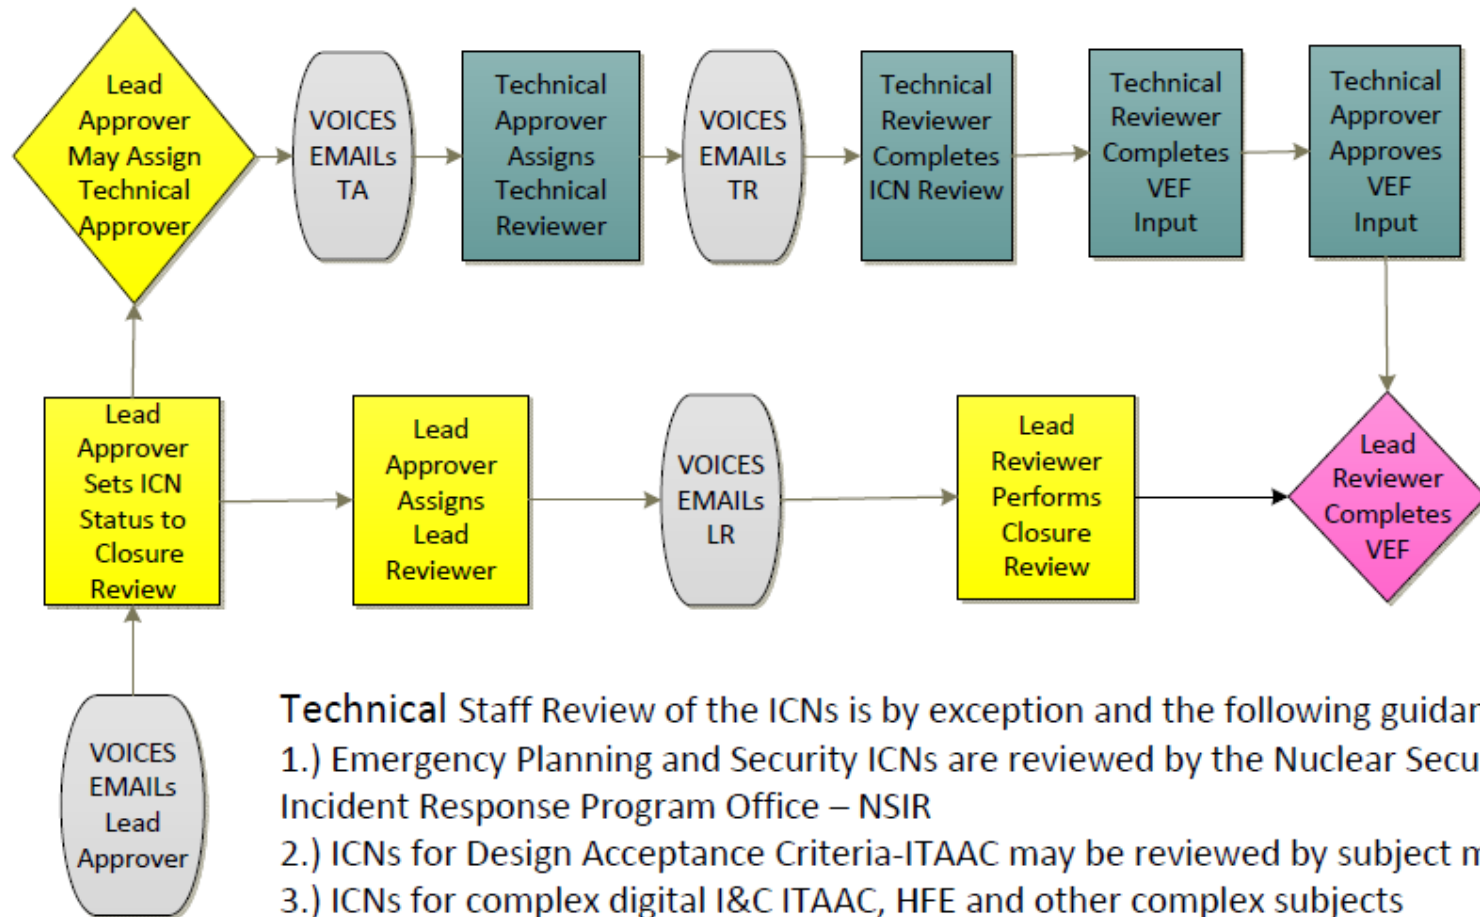 Lead
Approver
May Assign
Technical
Approver
VOICES
EMAILs
TA
Technical
Approver
Assigns
Technical
Reviewer
VOICES
EMAILs
TR
Technical
Reviewer
Completes
ICN Review
Technical
Reviewer
Completes
VEF
Input
Technical
Approver
Approves
VEF
Input
Lead
Approver
Sets ICN
Status to
Closure
Review
Lead
Approver
Assigns
Lead
Reviewer
VOICES
EMAILs
LR
Lead
Reviewer
Performs
Closure
Review
Lead
Reviewer
Completes
VEF
VOICES
EMAILs
Lead
Approver
Technical Staff Review of the ICNs is by exception and the following
1.) Emergency Planning and Security ICNs are reviewed by the Nuclear
Incident Response Program Office – NSIR
2.) ICNs for Design Acceptance Criteria-ITAAC may be reviewed by subject
3.) ICNs for complex digital I&C ITAAC, HFE and other complex subjects